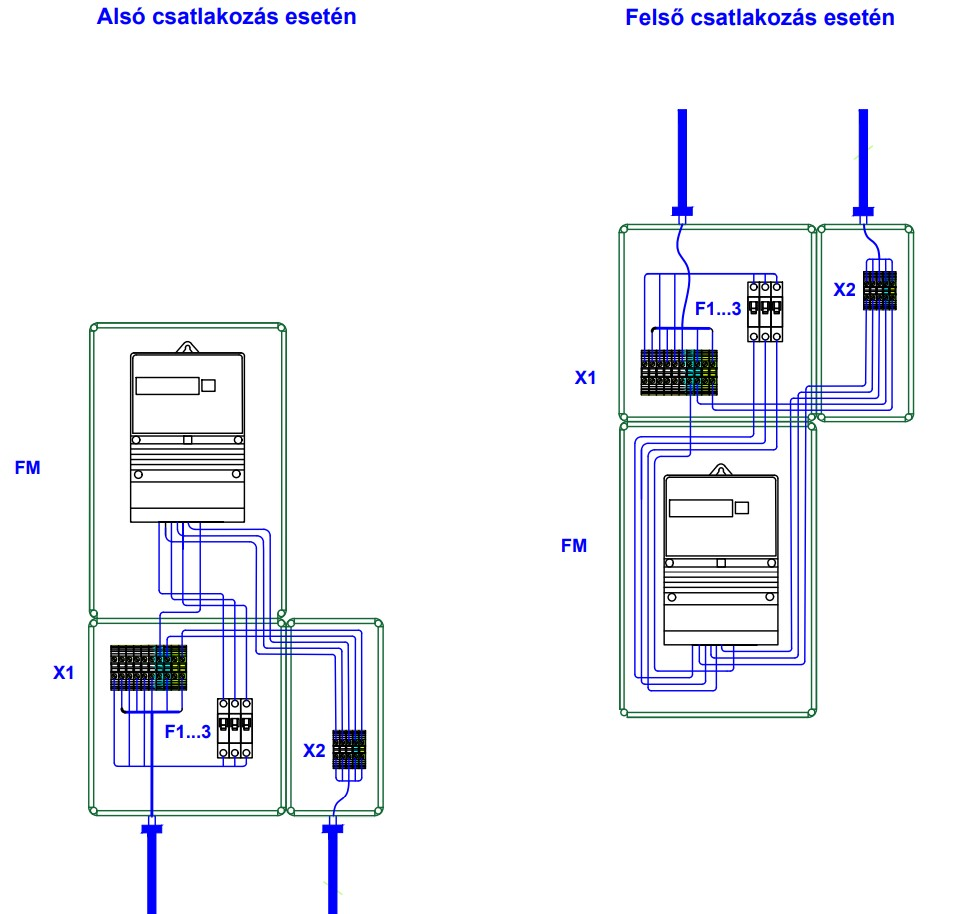 Alsó csatlakozás esetén
Felső csatlakozás esetén
X2
F1...3
X1
FM
FM
X1
F1...3
X2